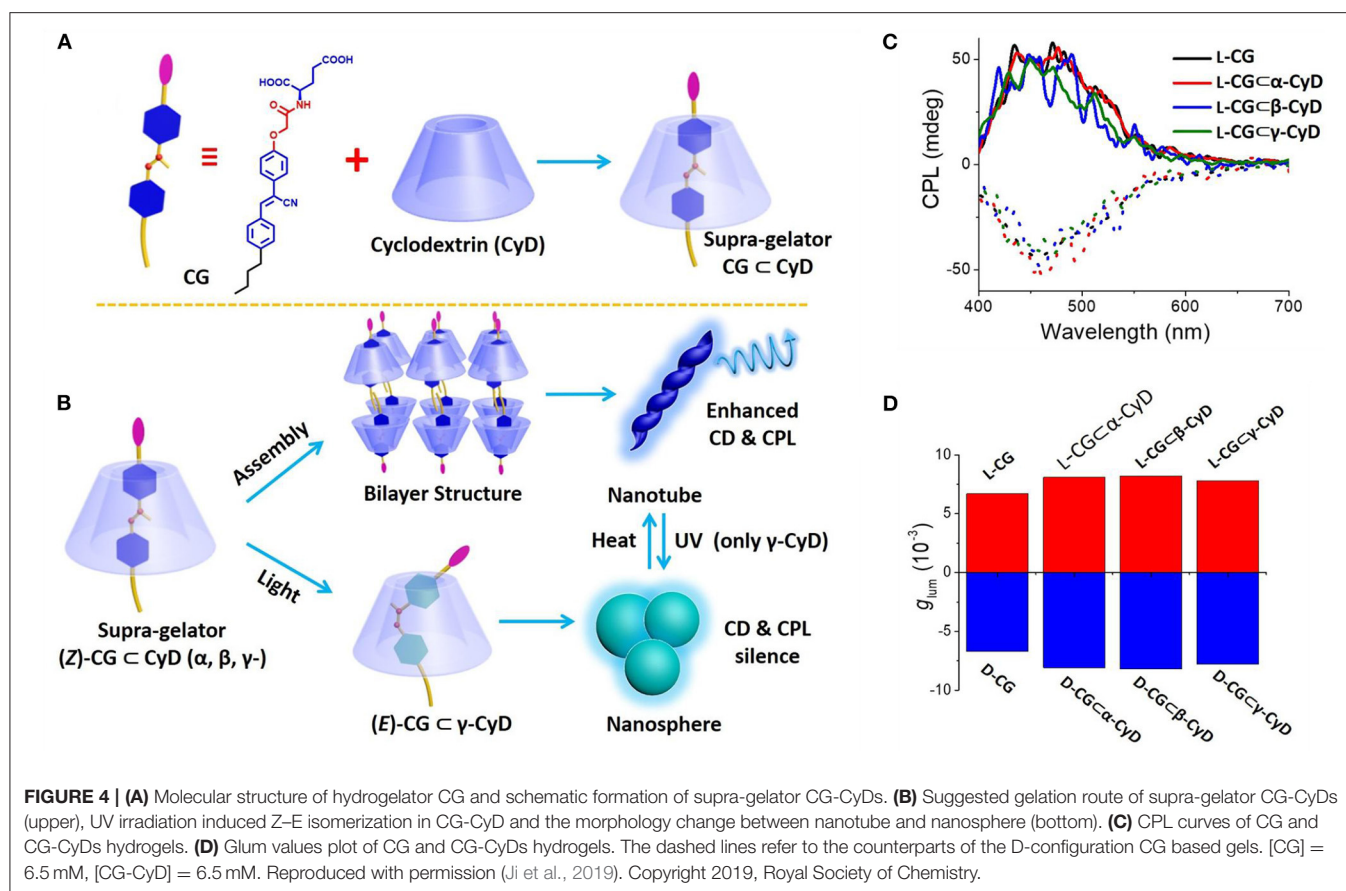 A
COOH
HOOC
NH
O
O
CN
≡
+
CG
Cyclodextrin (CyD)
Supra-gelator
CG ⊂ CyD
B
Supra-gelator
(Z)-CG ⊂ CyD (α, β, γ-)
Assembly
Light
Bilayer Structure
(E)-CG ⊂ γ-CyD
Enhanced
CD & CPL
Nanotube
Heat
UV (only γ-CyD)
CD & CPL
silence
Nanosphere
C
CPL (mdeg)
50
0
-50
L-CG
L-CG⊂α-CyD
L-CG⊂β-CyD
L-CG⊂γ-CyD
400 500 600 700
Wavelength (nm)
D
glum (10-3)
10
5
0
-5
-10
L-CG
L-CG⊂α-CyD
L-CG⊂β-CyD
L-CG⊂γ-CyD
D-CG
D-CG⊂α-CyD
D-CG⊂β-CyD
D-CG⊂γ-CyD
FIGURE 4 | (A) Molecular structure of hydrogelator CG and schematic formation of supra-gelator CG-CyDs. (B) Suggested gelation route of supra-gelator CG-CyDs
(upper), UV irradiation induced Z–E isomerization in CG-CyD and the morphology change between nanotube and nanosphere (bottom). (C) CPL curves of CG and
CG-CyDs hydrogels. (D) Glum values plot of CG and CG-CyDs hydrogels. The dashed lines refer to the counterparts of the D-configuration CG based gels. [CG] =
6.5 mM, [CG-CyD] = 6.5 mM. Reproduced with permission (Ji et al., 2019). Copyright 2019, Royal Society of Chemistry.